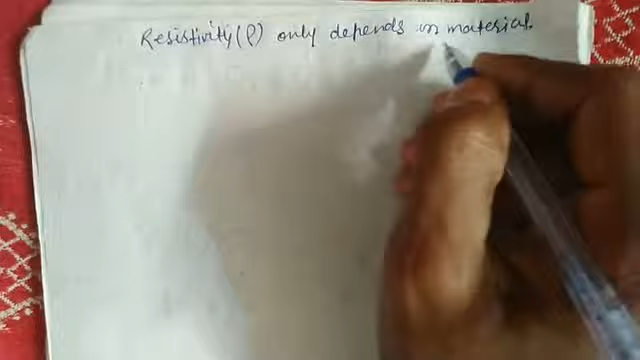 Resistivity (ρ) only depends on material.